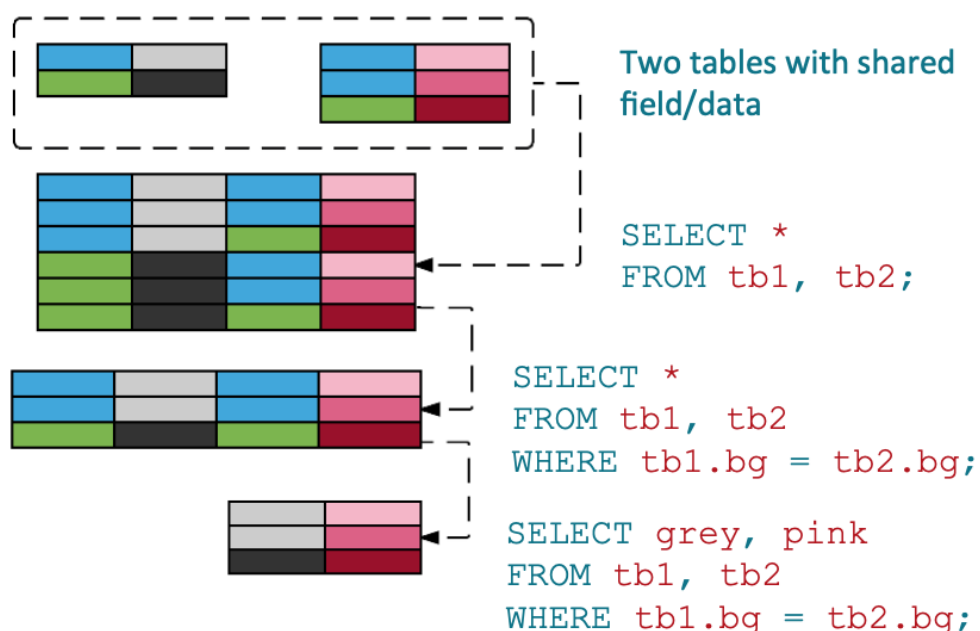 Two tables with shared
field/data
SELECT *
FROM tb1, tb2;
SELECT *
FROM tb1, tb2
WHERE tb1.bg = tb2.bg;
SELECT grey, pink
FROM tb1, tb2
WHERE tb1.bg = tb2.bg;